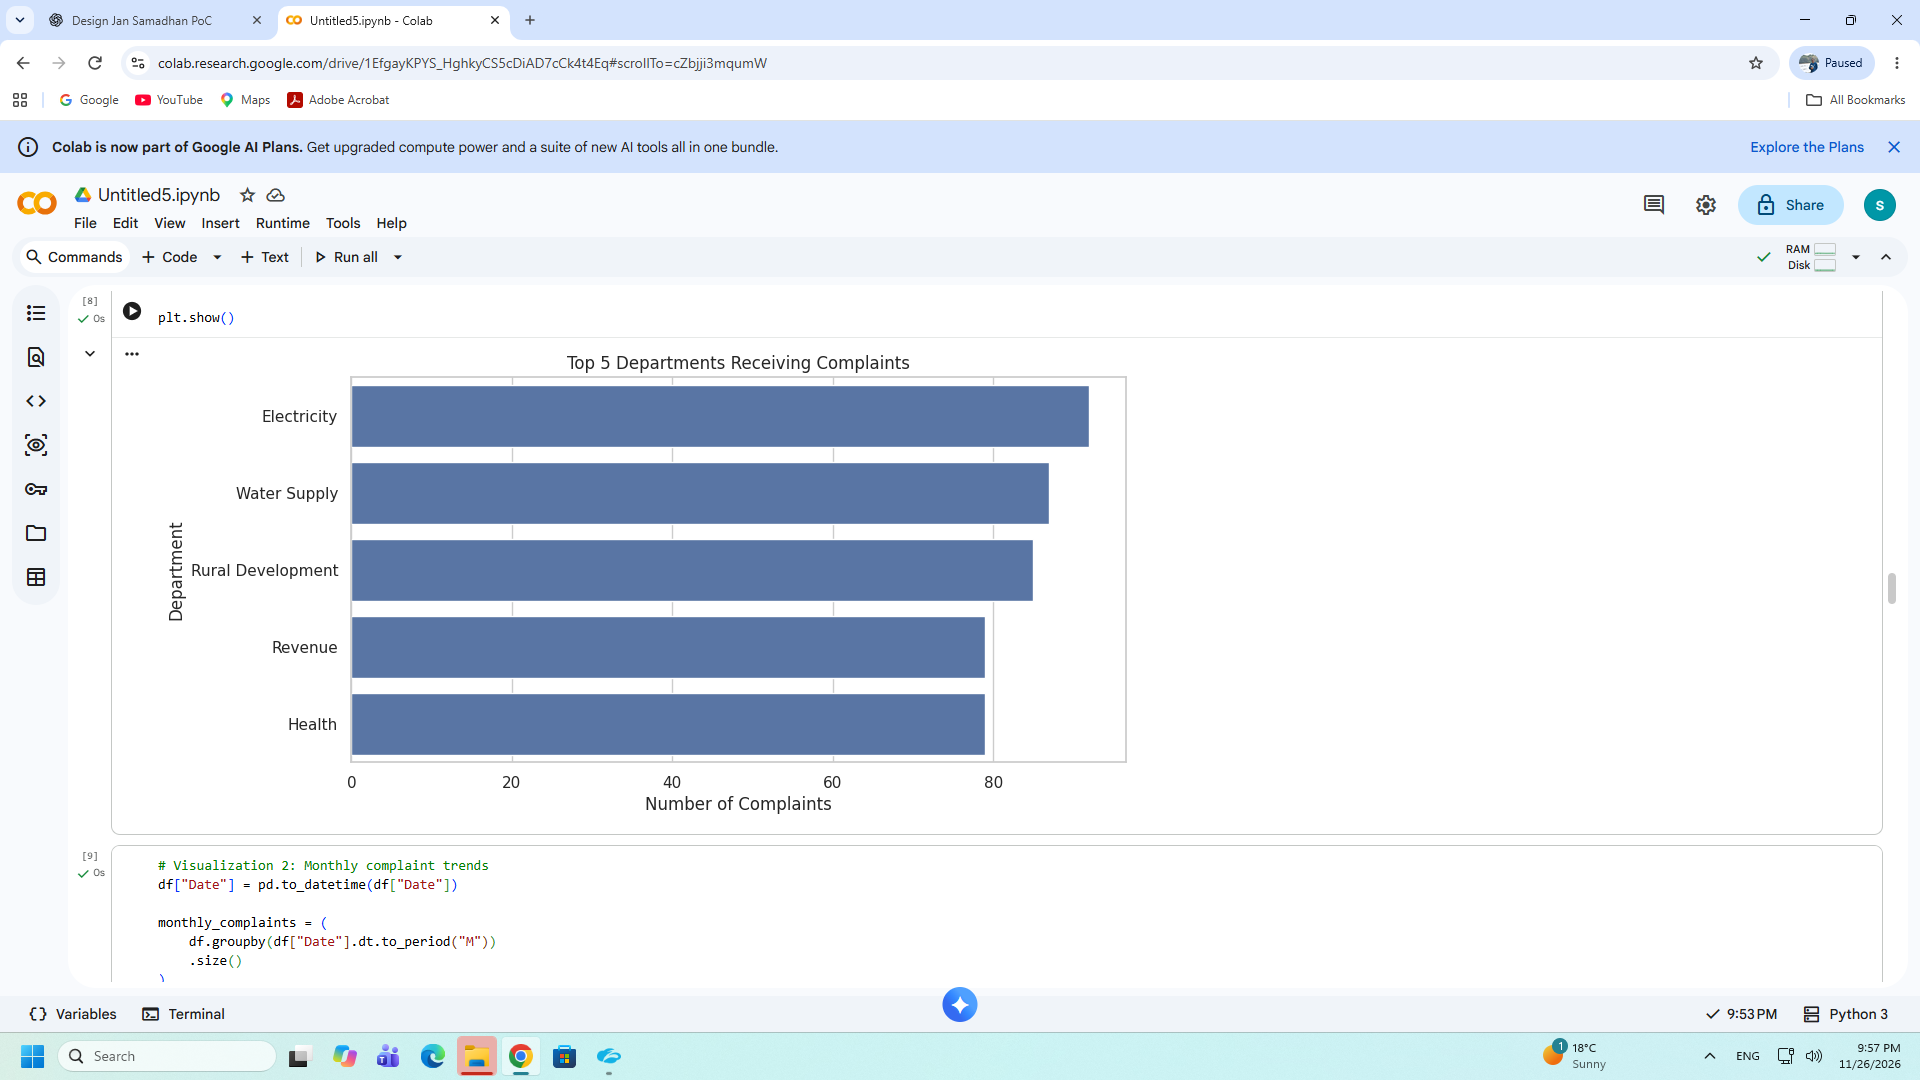 Design Jan Samadhan PoC
Untitled5.ipynb - Colab
colab.research.google.com/drive/1EfgayKPYS_HghkyCS5cDiAD7cCk4t4Eq#scrollTo=cZbjji3mqumW
Paused
Google YouTube Maps Adobe Acrobat All Bookmarks
Colab is now part of Google AI Plans. Get upgraded compute power and a suite of new AI tools all in one bundle. Explore the Plans
Untitled5.ipynb
File Edit View Insert Runtime Tools Help
Share S
Commands + Code + Text Run all
RAM
Disk
[8]
0s
plt.show()
Top 5 Departments Receiving Complaints
Electricity
Water Supply
Rural Development
Revenue
Health
Department
0 20 40 60 80
Number of Complaints
[9]
0s
# Visualization 2: Monthly complaint trends
df["Date"] = pd.to_datetime(df["Date"])
monthly_complaints = (
df.groupby(df["Date"].dt.to_period("M"))
.size()
)
Variables Terminal
9:53 PM Python 3
Search
1
18°C
Sunny
ENG
9:57 PM
11/26/2026